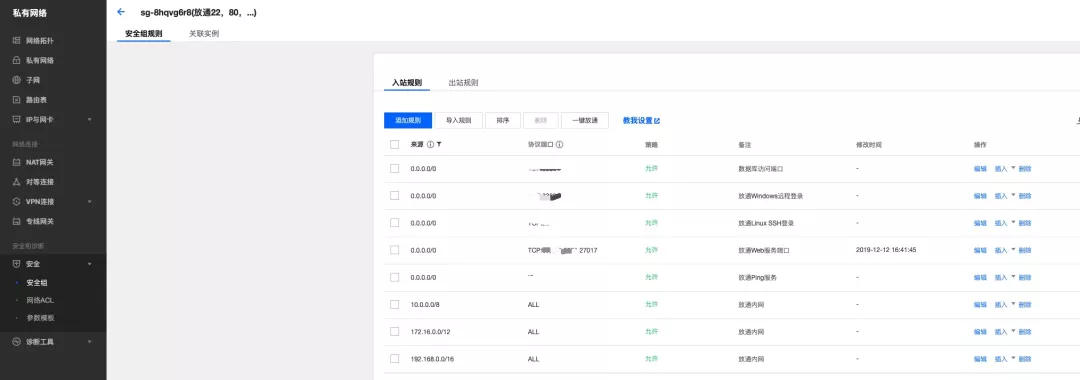 私有网络
sg-8hqvg6r8(放通22，80，...)
安全组规则 关联实例
网络拓扑
私有网络
子网
路由表
IP与网卡
网络连接
NAT网关
对等连接
VPN连接
专线网关
安全和诊断
安全
安全组
网络ACL
参数模板
诊断工具
入站规则 出站规则
添加规则 导入规则 排序 删除 一键放通 教我设置
来源 协议端口 策略 备注 修改时间 操作
0.0.0.0/0 允许 数据库访问端口 - 编辑 插入 删除
0.0.0.0/0 允许 放通Windows远程登录 - 编辑 插入 删除
0.0.0.0/0 允许 放通Linux SSH登录 - 编辑 插入 删除
0.0.0.0/0 TCP: 27017 允许 放通Web服务端口 2019-12-12 16:41:45 编辑 插入 删除
0.0.0.0/0 允许 放通Ping服务 - 编辑 插入 删除
10.0.0.0/8 ALL 允许 放通内网 - 编辑 插入 删除
172.16.0.0/12 ALL 允许 放通内网 - 编辑 插入 删除
192.168.0.0/16 ALL 允许 放通内网 - 编辑 插入 删除